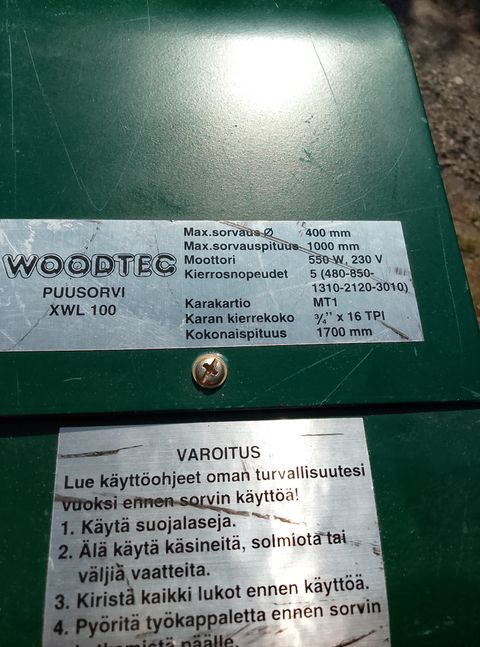 WOODTEC
PUUSORVI
XWL 100
Max.sorvaus Ø 400 mm
Max.sorvauspituus 1000 mm
Moottori 550 W, 230 V
Kierrosnopeudet 5 (480-850-
1310-2120-3010)
Karakartio MT1
Karan kierrekoko ¾" x 16 TPI
Kokonaispituus 1700 mm
VAROITUS
Lue käyttöohjeet oman turvallisuutesi
vuoksi ennen sorvin käyttöä!
1. Käytä suojalaseja.
2. Älä käytä käsineitä, solmiota tai
väljiä vaatteita.
3. Kiristä kaikki lukot ennen käyttöä.
4. Pyöritä työkappaletta ennen sorvin
päälle.